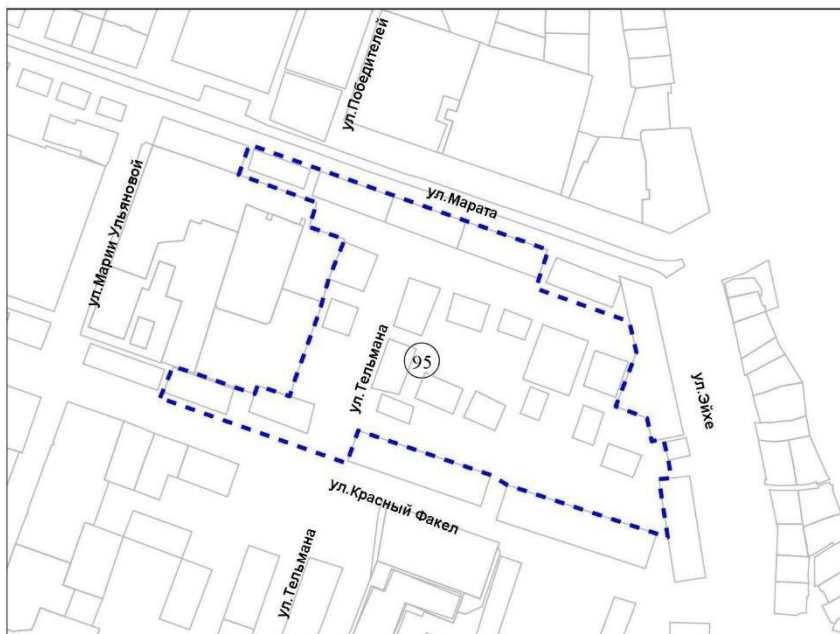 ул.Победителей
ул.Марата
ул.Марии Ульяновой
ул.Тельмана
95
ул.Эйхе
ул.Красный Факел
ул.Тельмана